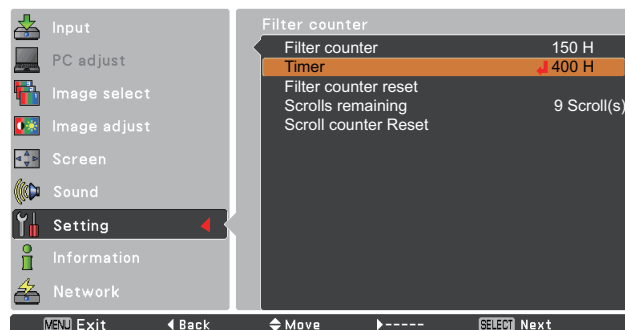 Input
PC adjust
Image select
Image adjust
Screen
Sound
Setting
Information
Network
Filter counter
Filter counter 150 H
Timer 400 H
Filter counter reset
Scrolls remaining 9 Scroll(s)
Scroll counter Reset
MENU Exit Back Move ----- SELECT Next